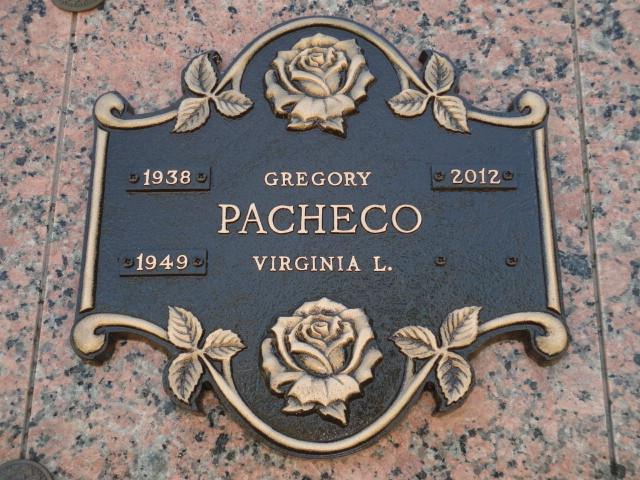 1938 GREGORY 2012
PACHECO
1949 VIRGINIA L.